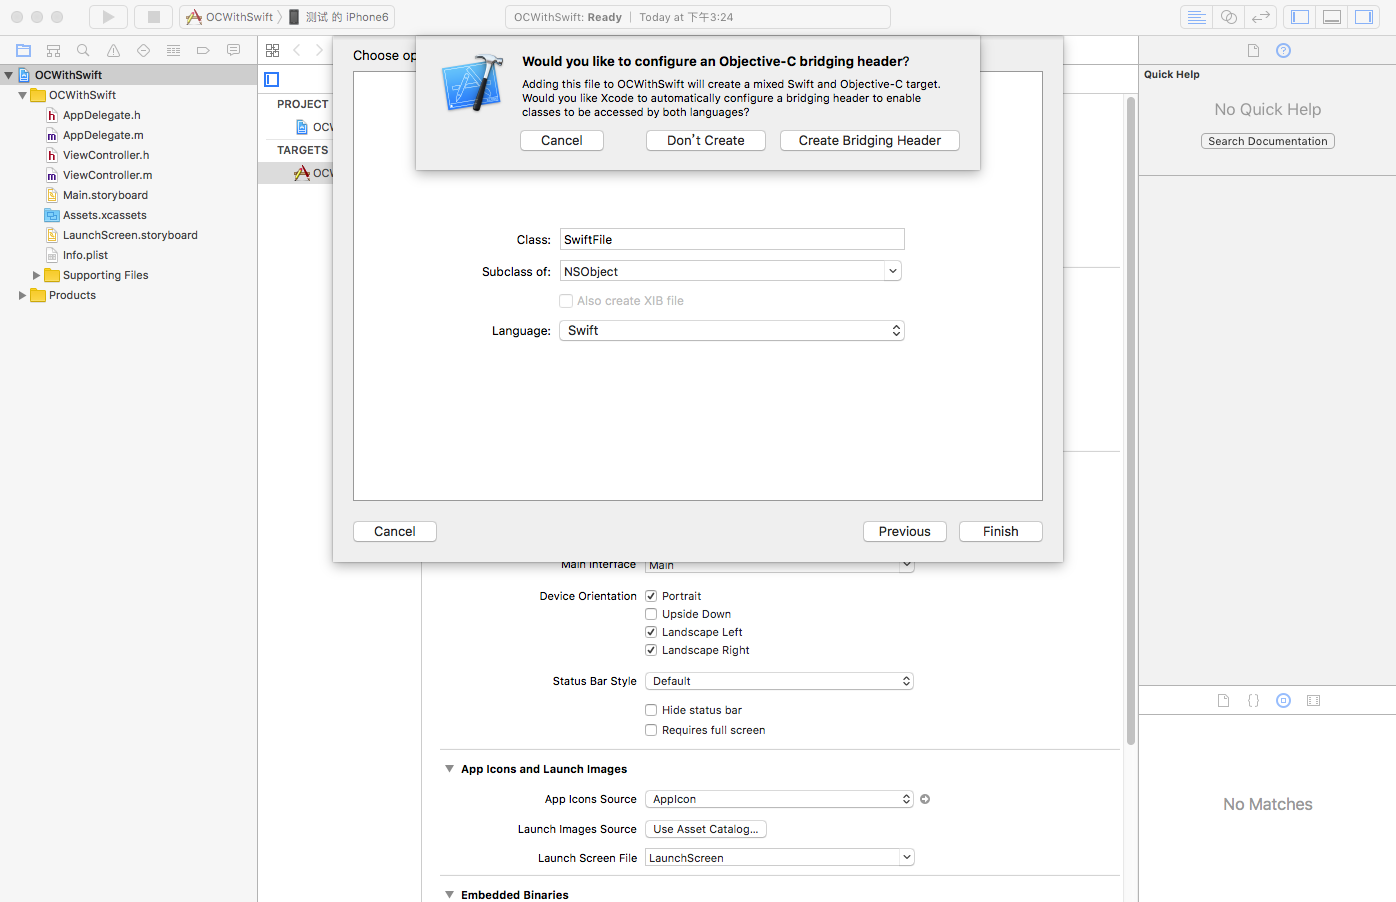 OCWithSwift 〉 测试 的 iPhone6
OCWithSwift: Ready | Today at 下午3:24
OCWithSwift
OCWithSwift
AppDelegate.h
AppDelegate.m
ViewController.h
ViewController.m
Main.storyboard
Assets.xcassets
LaunchScreen.storyboard
Info.plist
Supporting Files
Products
PROJECT
OCW
TARGETS
OCW
Choose op
Would you like to configure an Objective-C bridging header?
Adding this file to OCWithSwift will create a mixed Swift and Objective-C target.
Would you like Xcode to automatically configure a bridging header to enable
classes to be accessed by both languages?
Cancel
Don't Create
Create Bridging Header
Class: SwiftFile
Subclass of: NSObject
Also create XIB file
Language: Swift
Cancel
Previous
Finish
Main Interface Main
Device Orientation Portrait
Upside Down
Landscape Left
Landscape Right
Status Bar Style Default
Hide status bar
Requires full screen
App Icons and Launch Images
App Icons Source AppIcon
Launch Images Source Use Asset Catalog...
Launch Screen File LaunchScreen
Embedded Binaries
Quick Help
No Quick Help
Search Documentation
No Matches